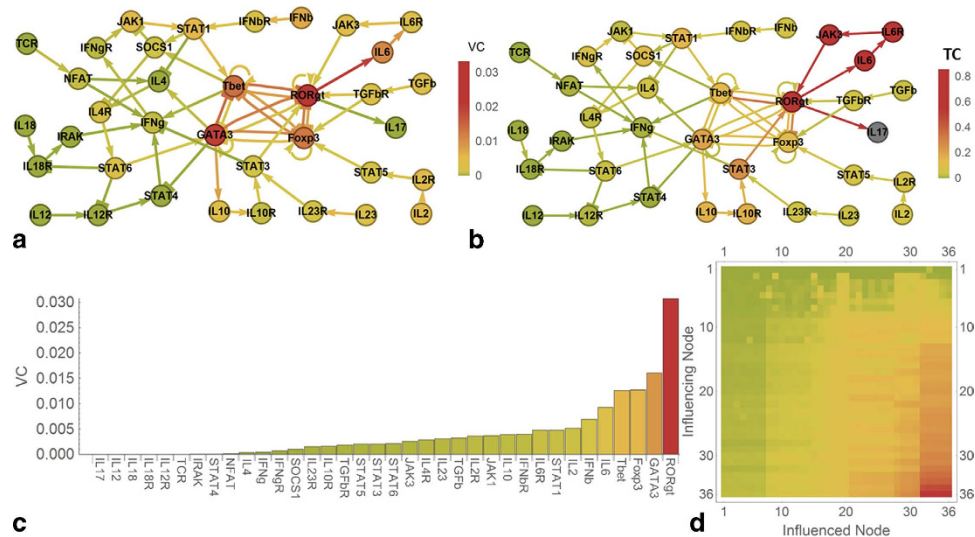 JAK1 IFNbR IFNb JAK3 IL6R
TCR STAT1
IFNgR SOCS1 IL6
NFAT IL4 Tbet RORgt TGFb
TGFbR
IL4R
IL18 IRAK IFNg GATA3 Foxp3 IL17
IL18R STAT6 STAT3 STAT5
IL12 IL12R STAT4 IL10 IL10R IL23R IL23 IL2R
IL2
VC
0.03
0.02
0.01
0
a
JAK1 STAT1 IFNbR IFNb JAK3 IL6R
TCR SOCS1
IFNgR IL6
NFAT IL4 Tbet RORgt TGFb
TGFbR
IL4R
IL18 IRAK IFNg GATA3 Foxp3 IL17
IL18R STAT6 STAT3 STAT5
IL12 IL12R STAT4 IL10 IL10R IL23R IL23 IL2R
IL2
TC
0.8
0.6
0.4
0.2
0
b
VC
0.030
0.025
0.020
0.015
0.010
0.005
0.000
IL17
IL12
IL18
IL18R
IL12R
TCR
IRAK
STAT4
NFAT
IL4
IFNg
IFNgR
SOCS1
IL23R
IL10R
TGFbR
STAT5
STAT3
STAT6
JAK3
IL4R
IL23
TGFb
IL2R
JAK1
IL10
IFNbR
IL6R
STAT1
IL2
IFNb
IL6
Tbet
Foxp3
GATA3
RORgt
c
1 10 20 30 36
1 1
10 10
20 20
30 30
36 36
1 10 20 30 36
Influencing Node
Influenced Node
d